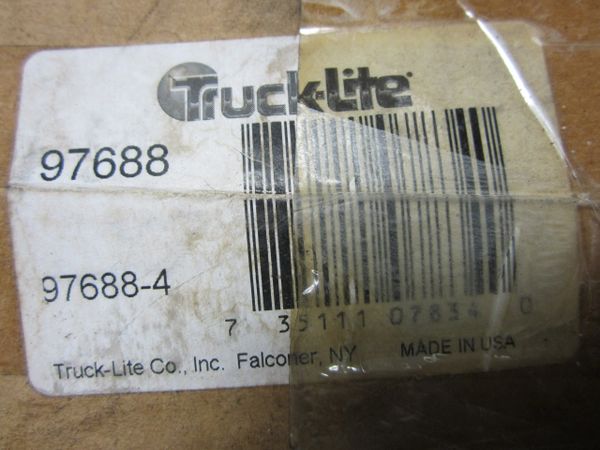 Truck-Lite
97688
97688-4
7 35111 07834 0
Truck-Lite Co., Inc. Falconer, NY MADE IN USA